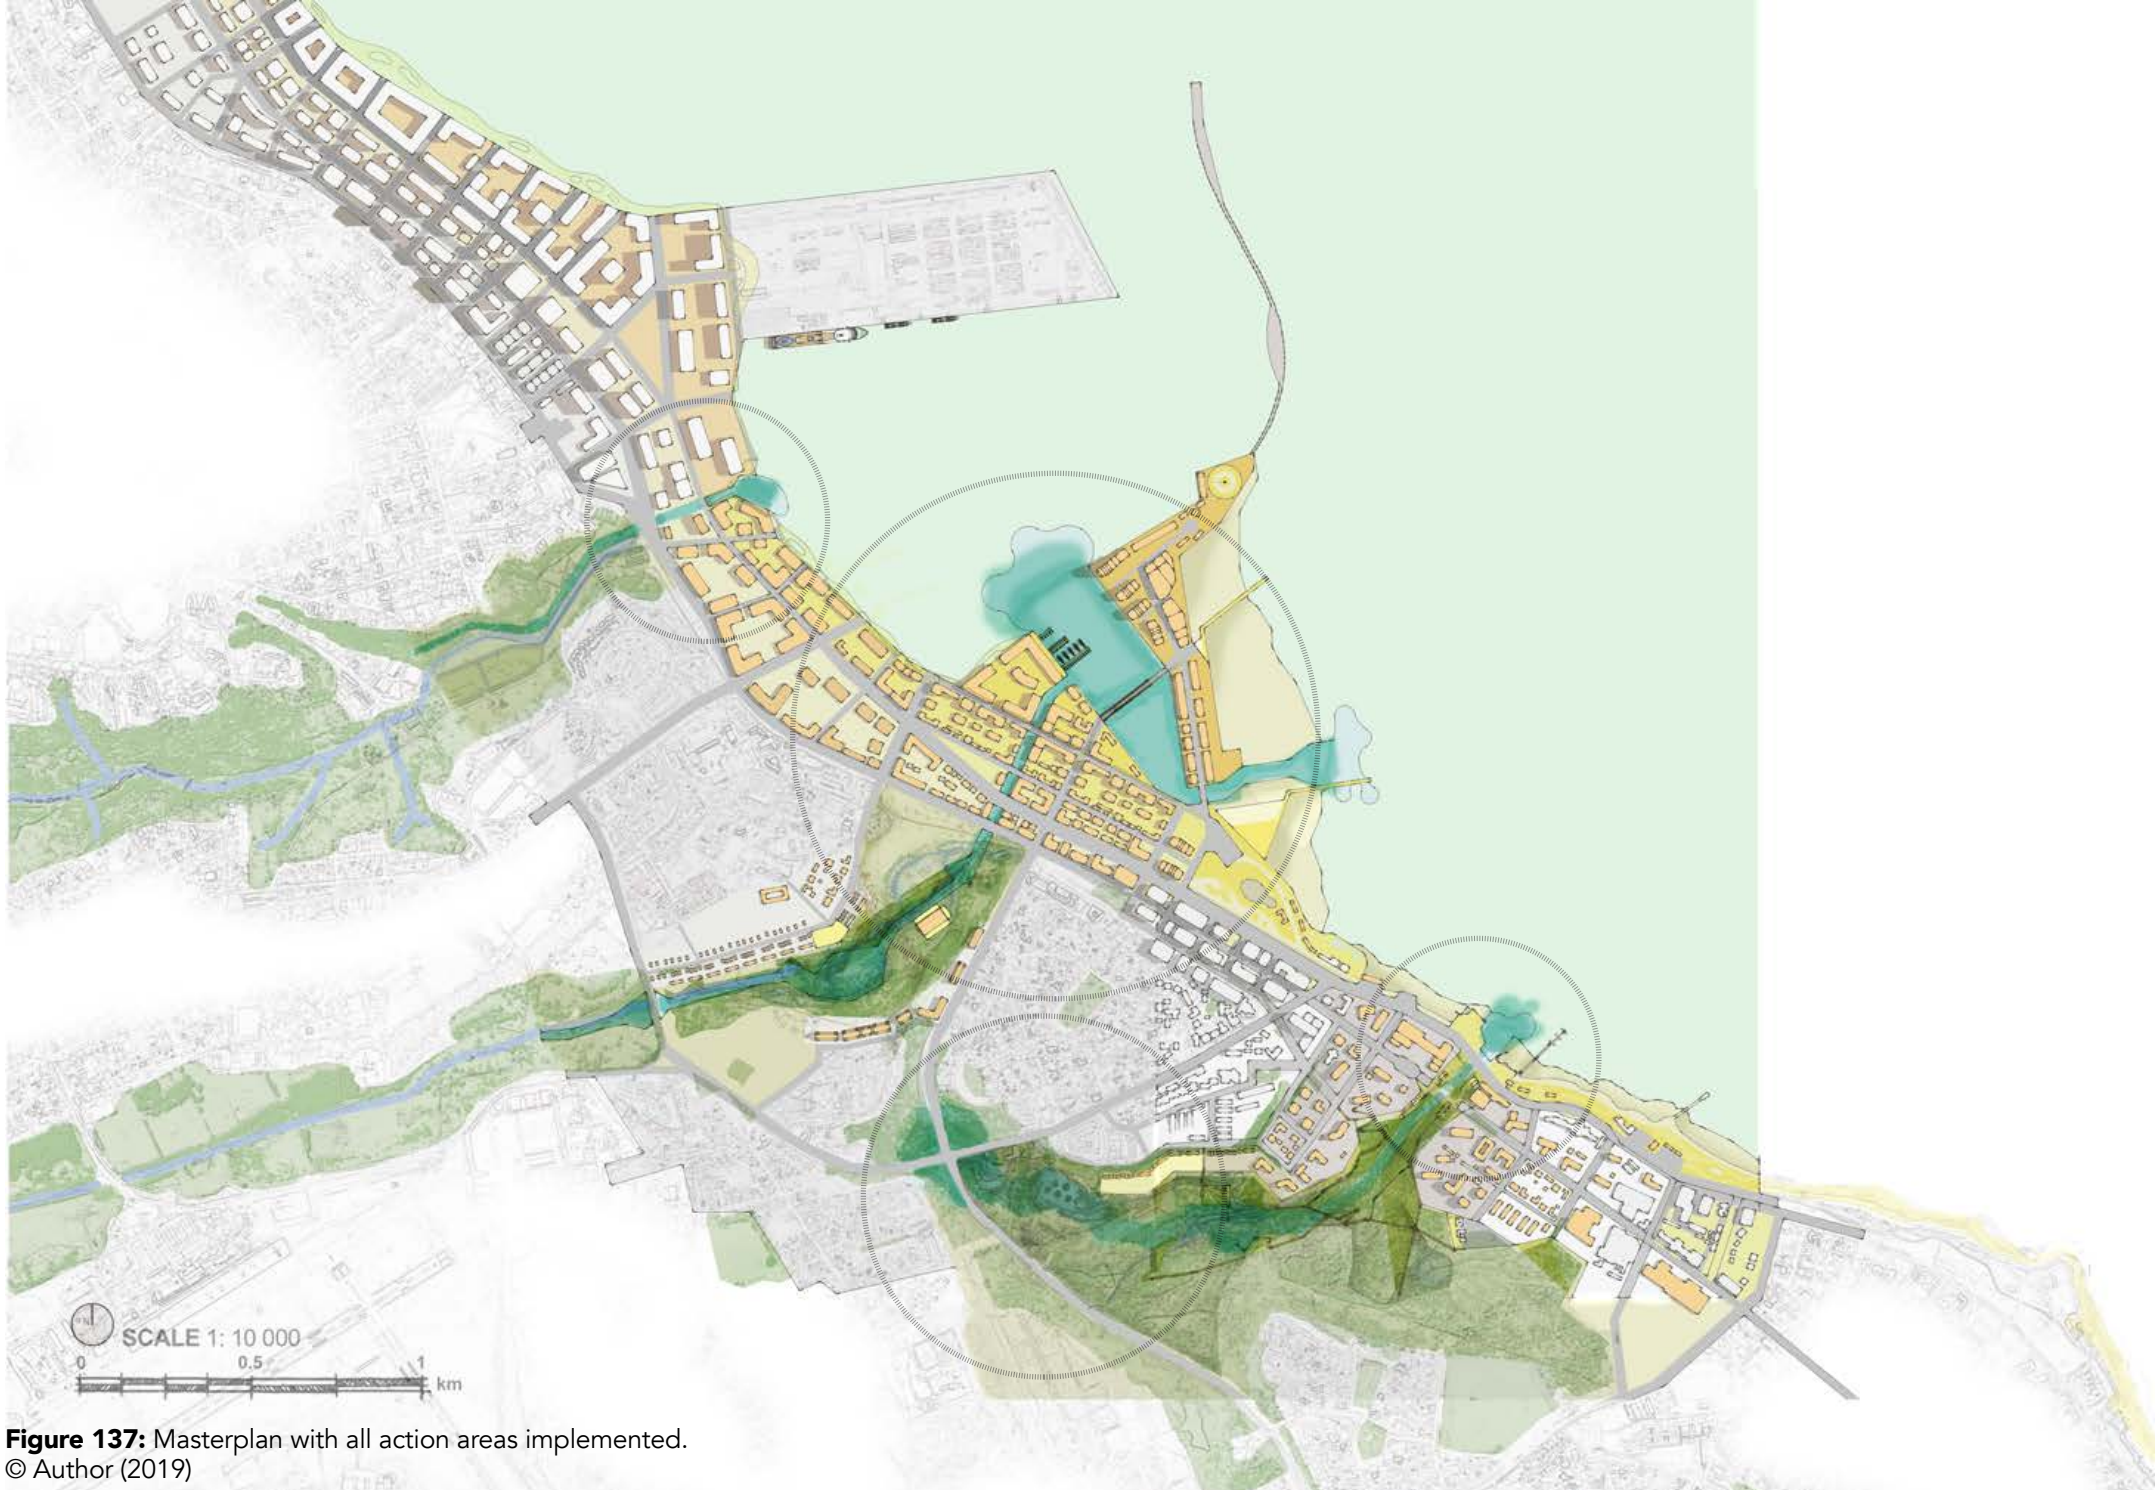 SCALE 1: 10 000
0 0.5 1
km
Figure 137: Masterplan with all action areas implemented.
© Author (2019)